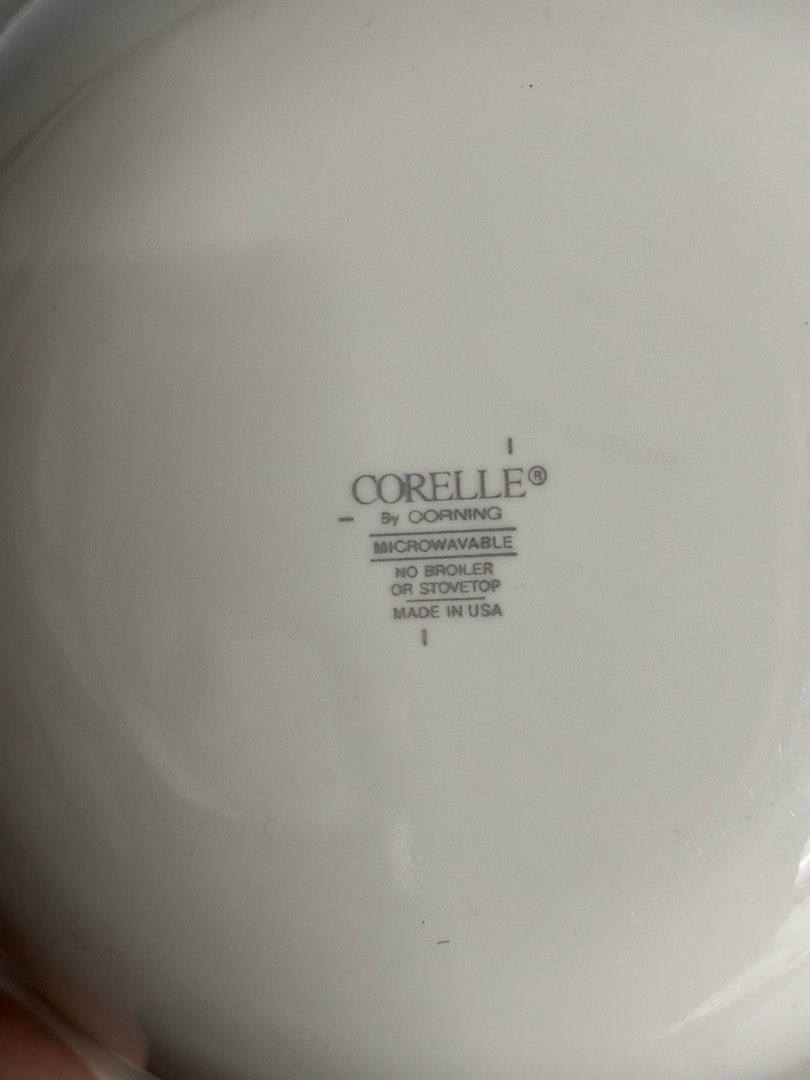 CORELLE®
By CORNING
MICROWAVABLE
NO BROILER
OR STOVETOP
MADE IN USA